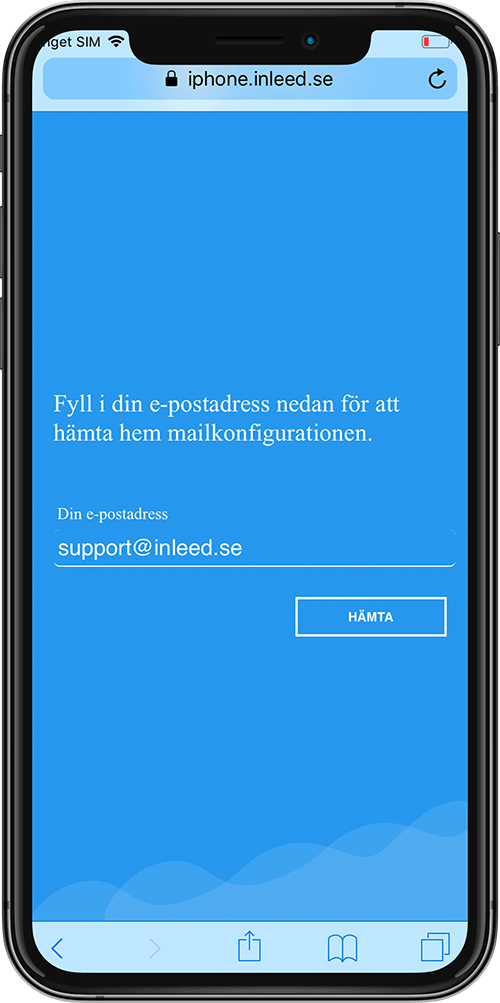 SIM
iphone.inleed.se
Fyll i din e-postadress nedan för att
hämta hem mailkonfigurationen.
Din e-postadress
support@inleed.se
HÄMTA